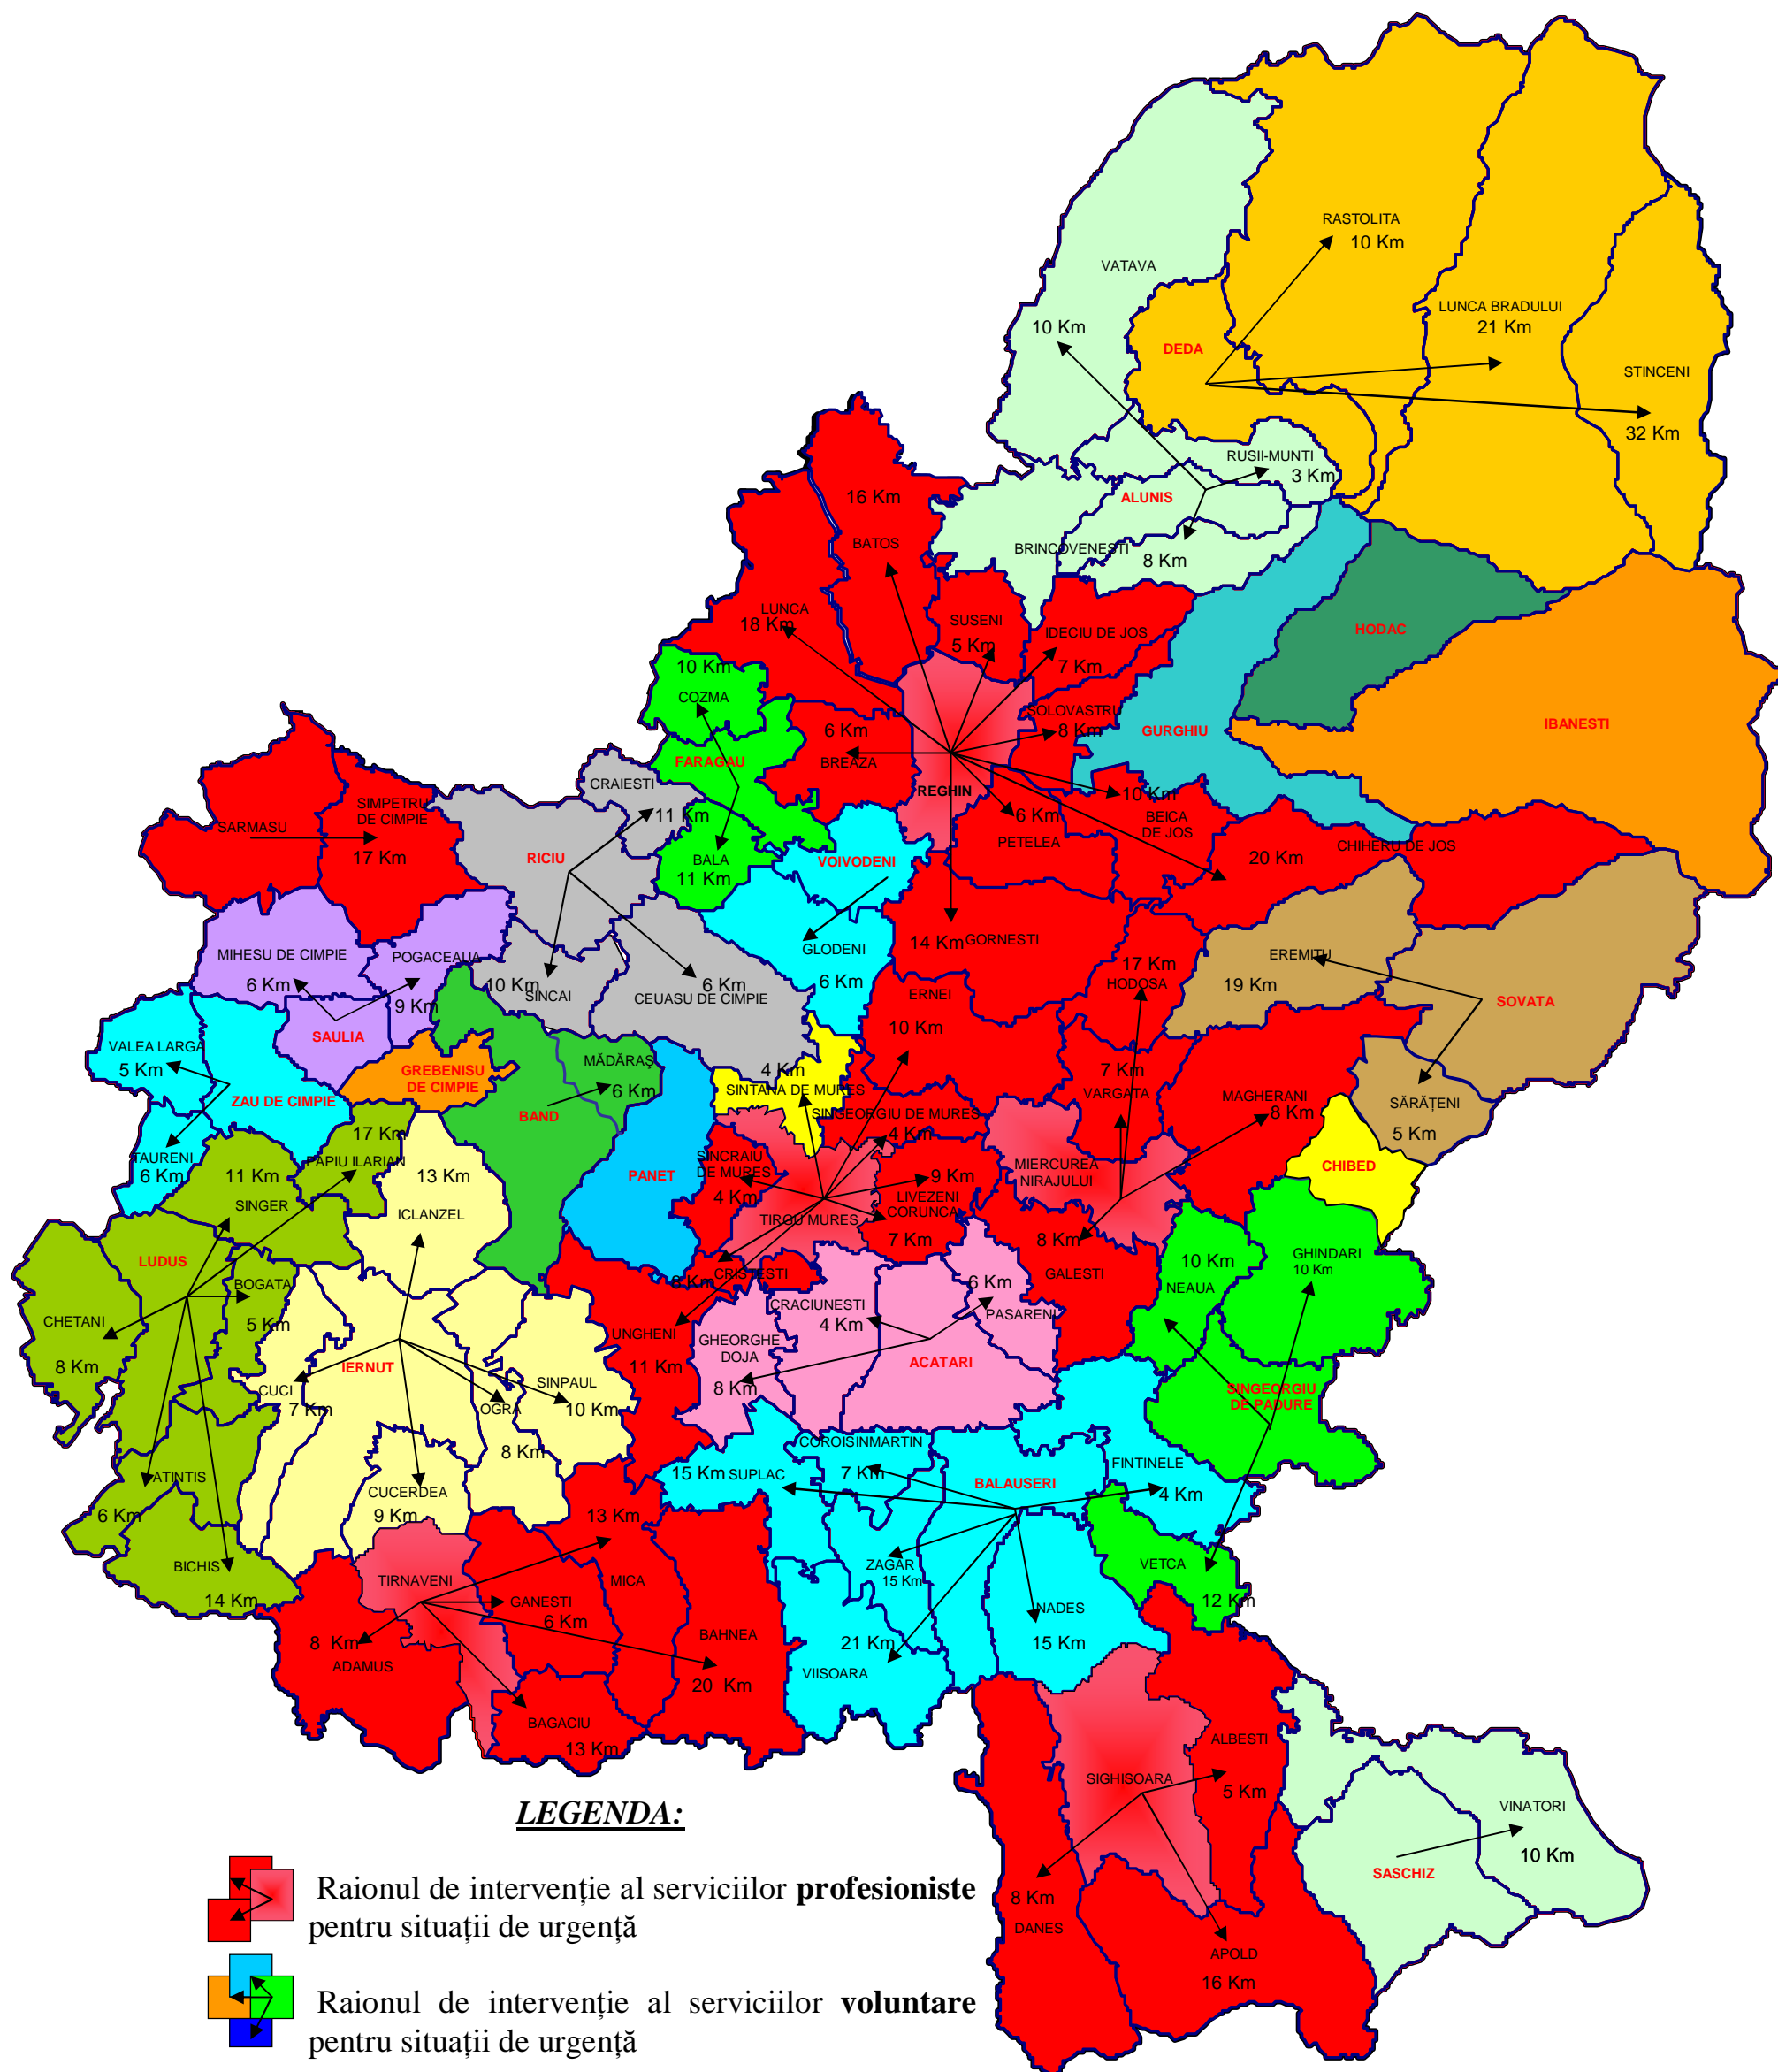 RASTOLITA
10 Km
VATAVA
LUNCA BRADULUI
21 Km
10 Km
DEDA
STINCENI
32 Km
RUSII-MUNTI
3 Km
ALUNIS
16 Km
BATOS
BRINCOVENESTI
8 Km
LUNCA
18 Km
SUSENI
5 Km
IDECIU DE JOS
7 Km
HODAC
10 Km
COZMA
SOLOVASTRU
8 Km
GURGHIU
IBANESTI
6 Km
BREAZA
FARAGAU
CRAIESTI
11 Km
REGHIN
10 Km
BEICA
DE JOS
6 Km
PETELEA
SIMPETRU
DE CIMPIE
17 Km
SARMASU
RICIU
BALA
11 Km
VOIVODENI
20 Km
CHIHERU DE JOS
GLODENI
6 Km
14 Km
GORNESTI
17 Km
HODOSA
EREMITU
19 Km
SOVATA
MIHESU DE CIMPIE
6 Km
POGACEAUA
9 Km
10 Km
SINCAI
6 Km
CEUASU DE CIMPIE
ERNEI
10 Km
SAULIA
VALEA LARGA
5 Km
ZAU DE CIMPIE
GREBENISU
DE CIMPIE
MĂDĂRAȘ
6 Km
BAND
4 Km
SINTANA DE MURES
SINGEORGIU DE MURES
4 Km
7 Km
VARGATA
MAGHERANI
8 Km
SĂRĂȚENI
5 Km
CHIBED
TAURENI
6 Km
17 Km
PAPIU ILARIAN
11 Km
SINGER
13 Km
ICLANZEL
PANET
SINCRAIU
DE MURES
4 Km
TIRGU MURES
9 Km
LIVEZENI
CORUNCA
7 Km
MIERCUREA
NIRAJULUI
8 Km
GALESTI
10 Km
NEAUA
GHINDARI
10 Km
LUDUS
BOGATA
5 Km
CHETANI
8 Km
8 Km
CRISTESTI
UNGHENI
11 Km
CRACIUNESTI
4 Km
6 Km
PASARENI
GHEORGHE
DOJA
8 Km
ACATARI
IERNUT
CUCI
7 Km
SINPAUL
10 Km
OGRA
8 Km
SINGEORGIU
DE PADURE
COROISINMARTIN
7 Km
15 Km
SUPLAC
BALAUSERI
FINTINELE
4 Km
ATINTIS
6 Km
CUCERDEA
9 Km
13 Km
BICHIS
14 Km
TIRNAVENI
GANESTI
6 Km
MICA
ZAGAR
15 Km
VETCA
12 Km
NADES
15 Km
8 Km
ADAMUS
BAHNEA
20 Km
21 Km
VIISOARA
BAGACIU
13 Km
ALBESTI
5 Km
SIGHISOARA
VINATORI
10 Km
SASCHIZ
8 Km
DANES
APOLD
16 Km
LEGENDA:
Raionul de intervenție al serviciilor profesioniste
pentru situații de urgență
Raionul de intervenție al serviciilor voluntare
pentru situații de urgență